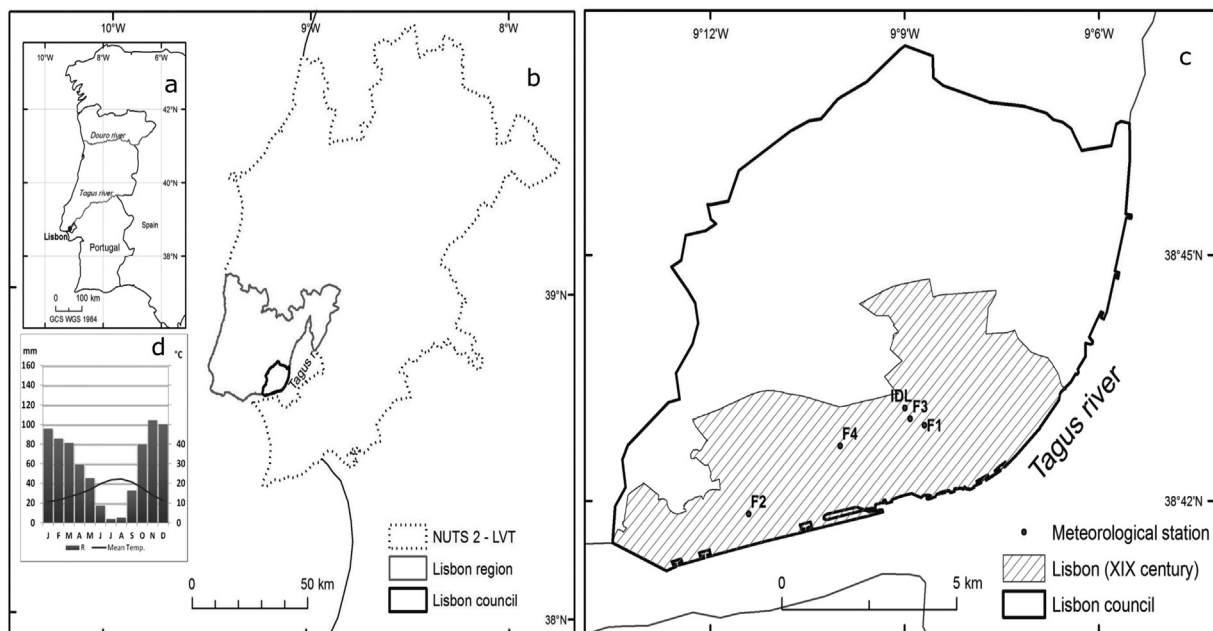 10°W
9°W
8°W
b
a
10°W
8°W
6°W
42°N
Douro river
40°N
Tagus river
Spain
Lisbon
Portugal
38°N
0 100 km
GCS WGS 1984
d
mm
°C
160
140
120
100
80
60
40
20
0
40
30
20
10
0
J F M A M J J A S O N D
R
Mean Temp.
39°N
Tagus r
NUTS 2 - LVT
Lisbon region
Lisbon council
0 50 km
38°N
9°12'W
9°9'W
9°6'W
c
38°45'N
IDL
F3
F1
F4
F2
Tagus river
38°42'N
Meteorological station
Lisbon (XIX century)
Lisbon council
0 5 km